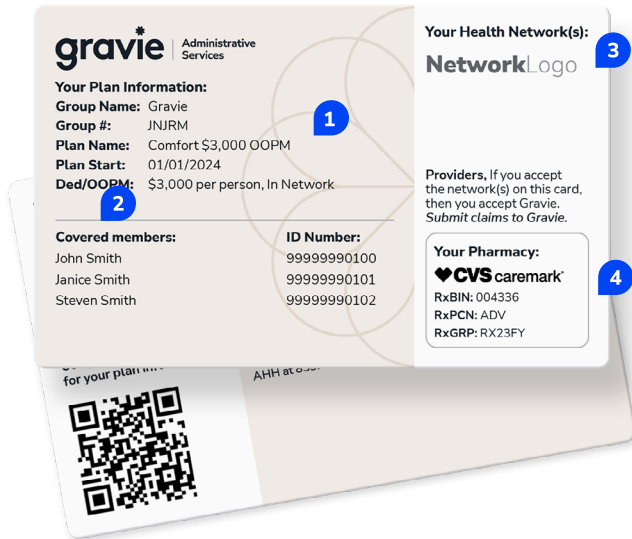 gravie | Administrative
Services
Your Plan Information:
Group Name: Gravie
Group #: JNJRM
Plan Name: Comfort $3,000 OOPM
Plan Start: 01/01/2024
Ded/OOPM: $3,000 per person, In Network
1
2
Covered members: ID Number:
John Smith 99999990100
Janice Smith 99999990101
Steven Smith 99999990102
Your Health Network(s):
NetworkLogo
3
Providers, If you accept
the network(s) on this card,
then you accept Gravie.
Submit claims to Gravie.
Your Pharmacy:
CVS caremark®
RxBIN: 004336
RxPCN: ADV
RxGRP: RX23FY
4
for your plan
AHH at